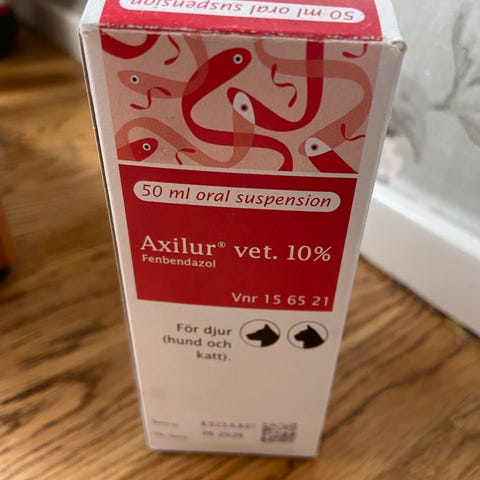 50 ml oral suspension
50 ml oral suspension
Axilur® vet. 10%
Fenbendazol
Vnr 15 65 21
För djur
(hund och
katt).